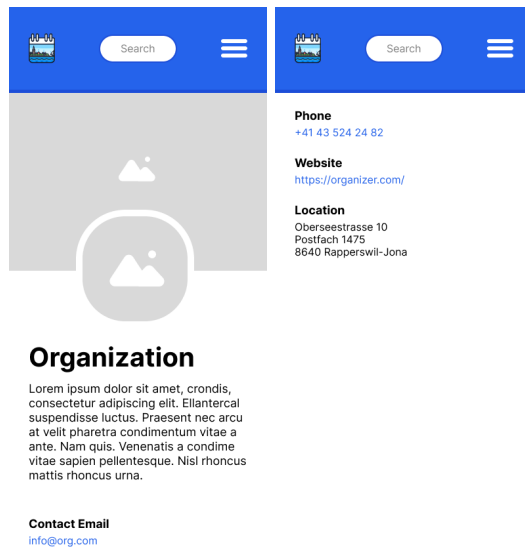 Search
Organization
Lorem ipsum dolor sit amet, crondis,
consectetur adipiscing elit. Ellantercal
suspendisse luctus. Praesent nec arcu
at velit pharetra condimentum vitae a
ante. Nam quis. Venenatis a condime
vitae sapien pellentesque. Nisl rhoncus
mattis rhoncus urna.
Contact Email
info@org.com
Search
Phone
+41 43 524 24 82
Website
https://organizer.com/
Location
Oberseestrasse 10
Postfach 1475
8640 Rapperswil-Jona